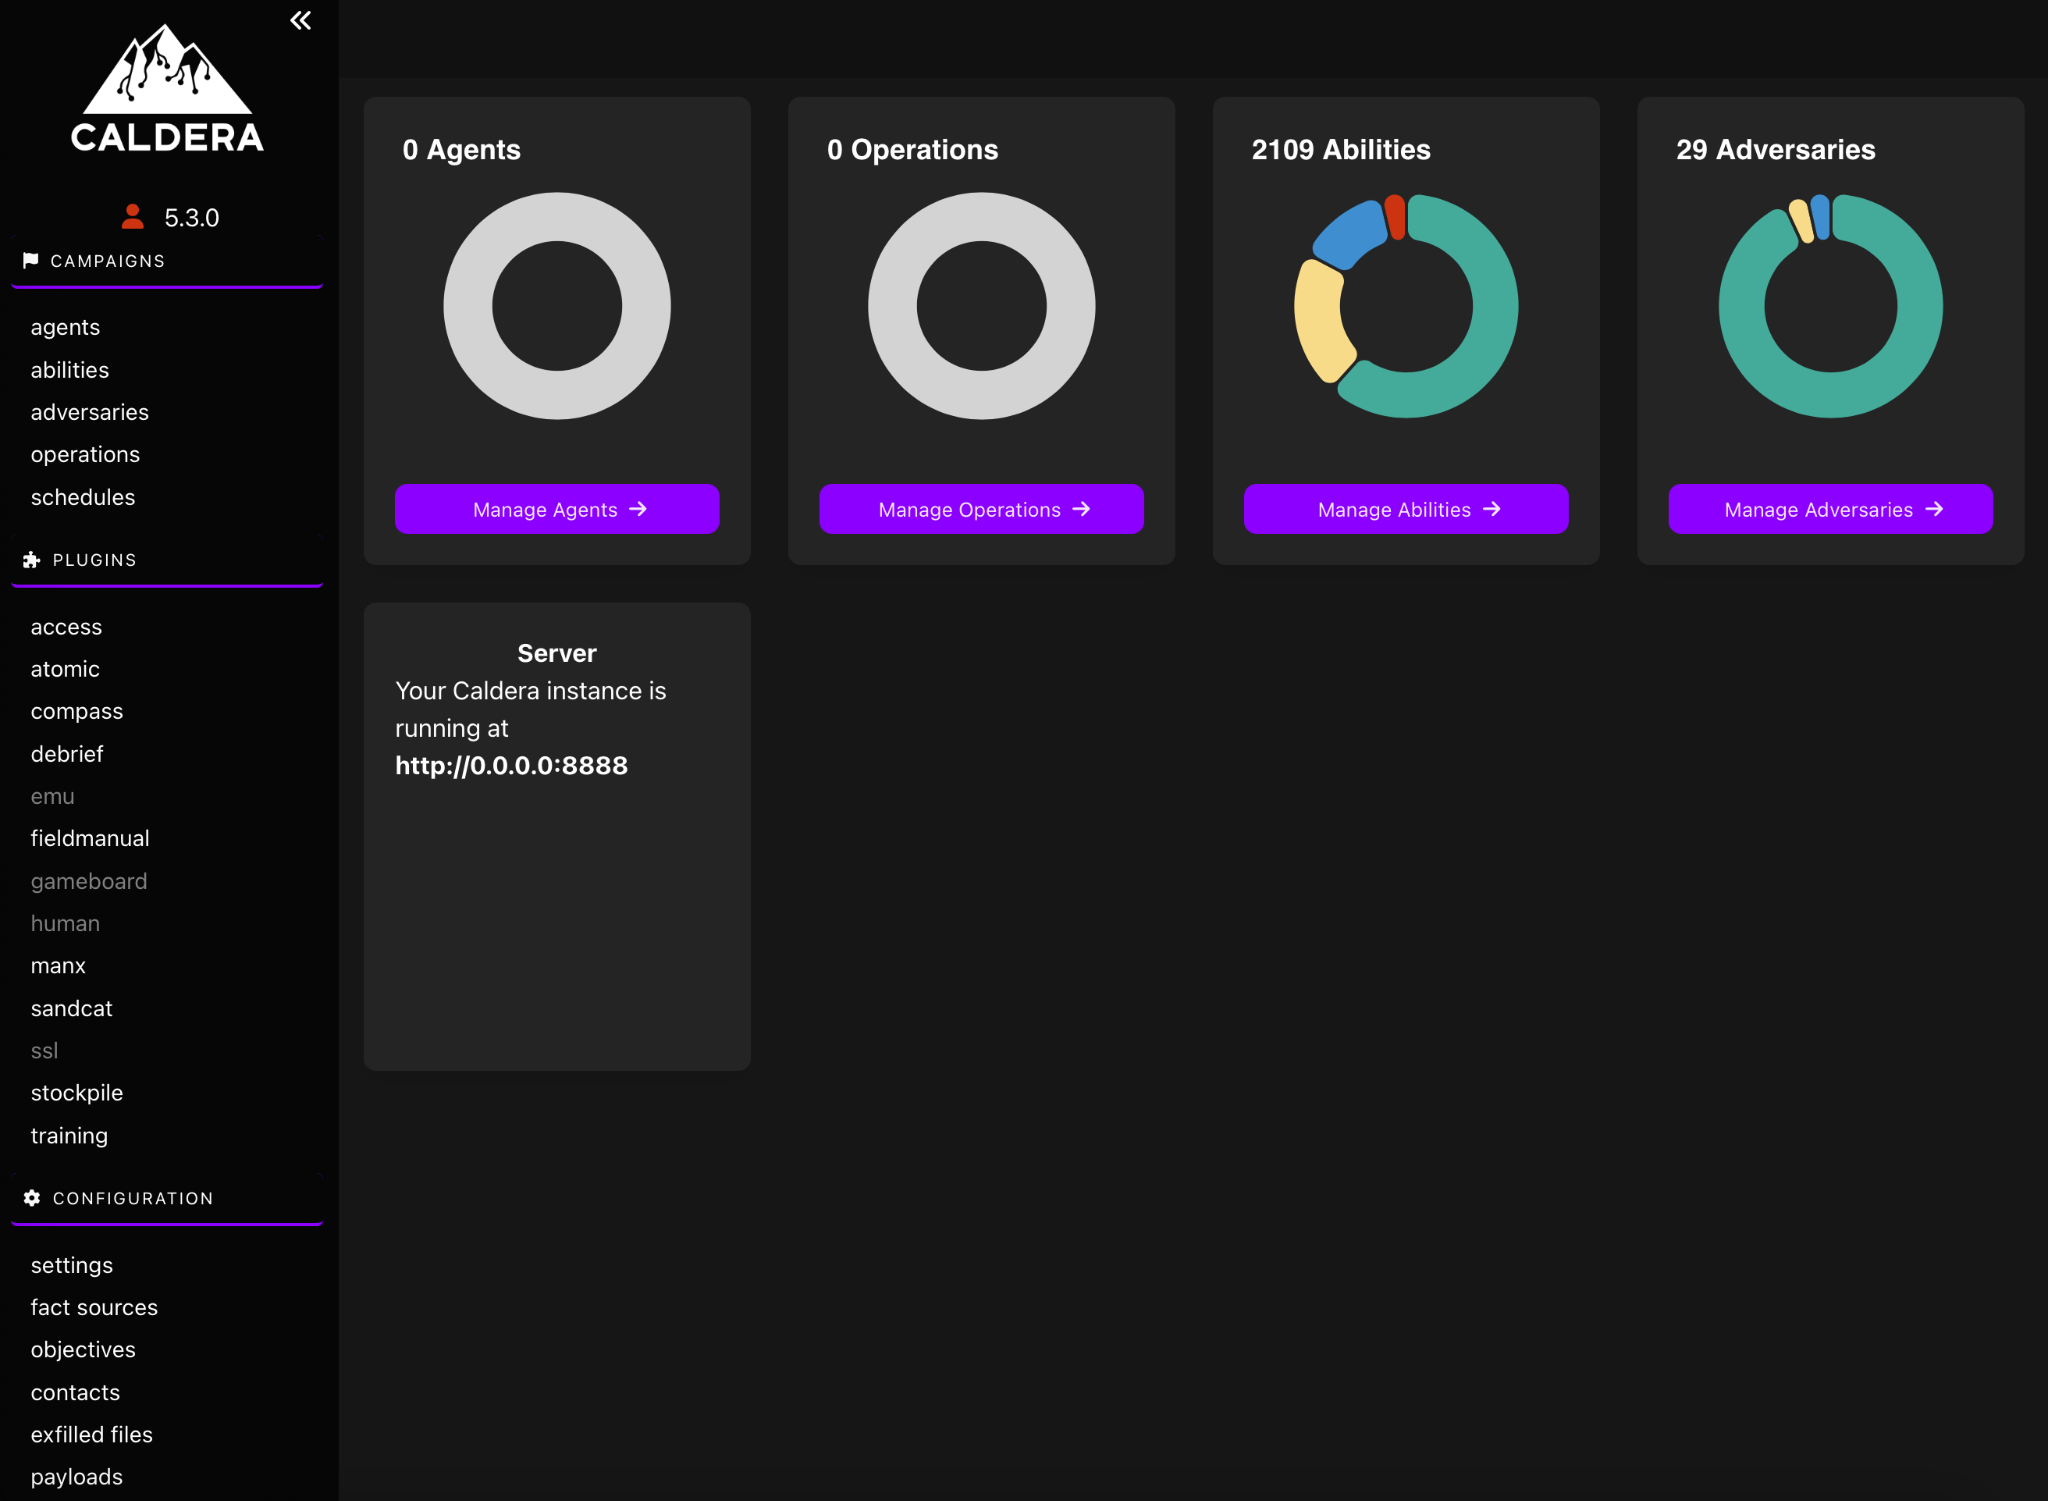 CALDERA
5.3.0
CAMPAIGNS
agents
abilities
adversaries
operations
schedules
PLUGINS
access
atomic
compass
debrief
emu
fieldmanual
gameboard
human
manx
sandcat
ssl
stockpile
training
CONFIGURATION
settings
fact sources
objectives
contacts
exfilled files
payloads
0 Agents
Manage Agents →
0 Operations
Manage Operations →
2109 Abilities
Manage Abilities →
29 Adversaries
Manage Adversaries →
Server
Your Caldera instance is
running at
http://0.0.0.0:8888